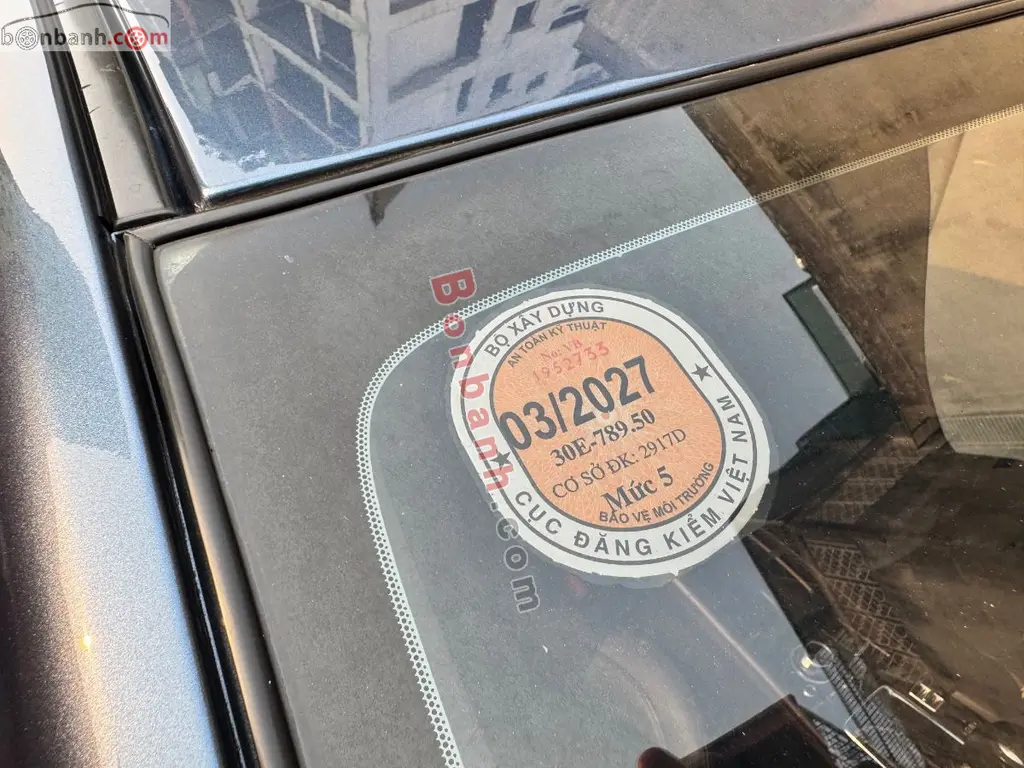 bonbanh.com
BỘ XÂY DỰNG
AN TOÀN KỸ THUẬT
No: VB
1952733
03/2027
30E-789.50
CƠ SỞ ĐK: 2917D
Mức 5
BẢO VỆ MÔI TRƯỜNG
CỤC ĐĂNG KIỂM VIỆT NAM
Bonbanh.com